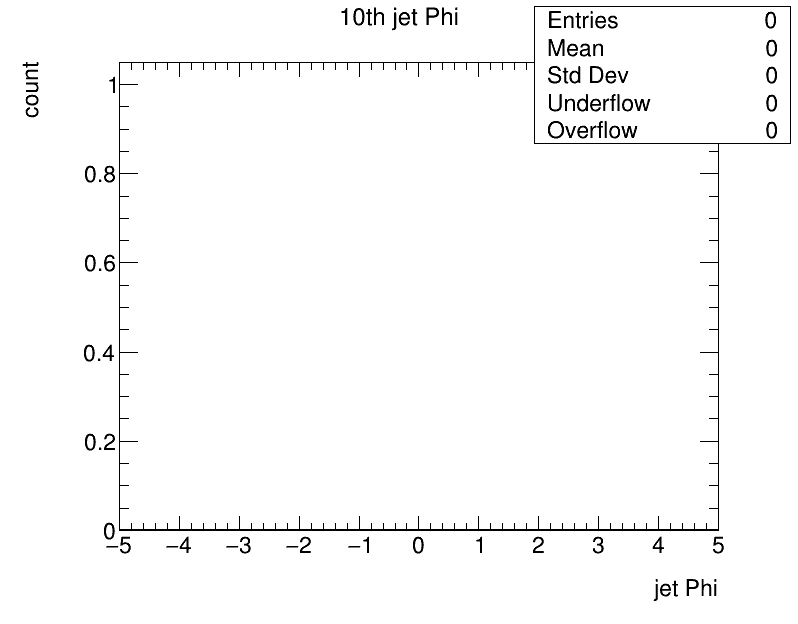 10th jet Phi
Entries 0
Mean 0
Std Dev 0
Underflow 0
Overflow 0
count
1
0.8
0.6
0.4
0.2
0
−5 −4 −3 −2 −1 0 1 2 3 4 5
jet Phi